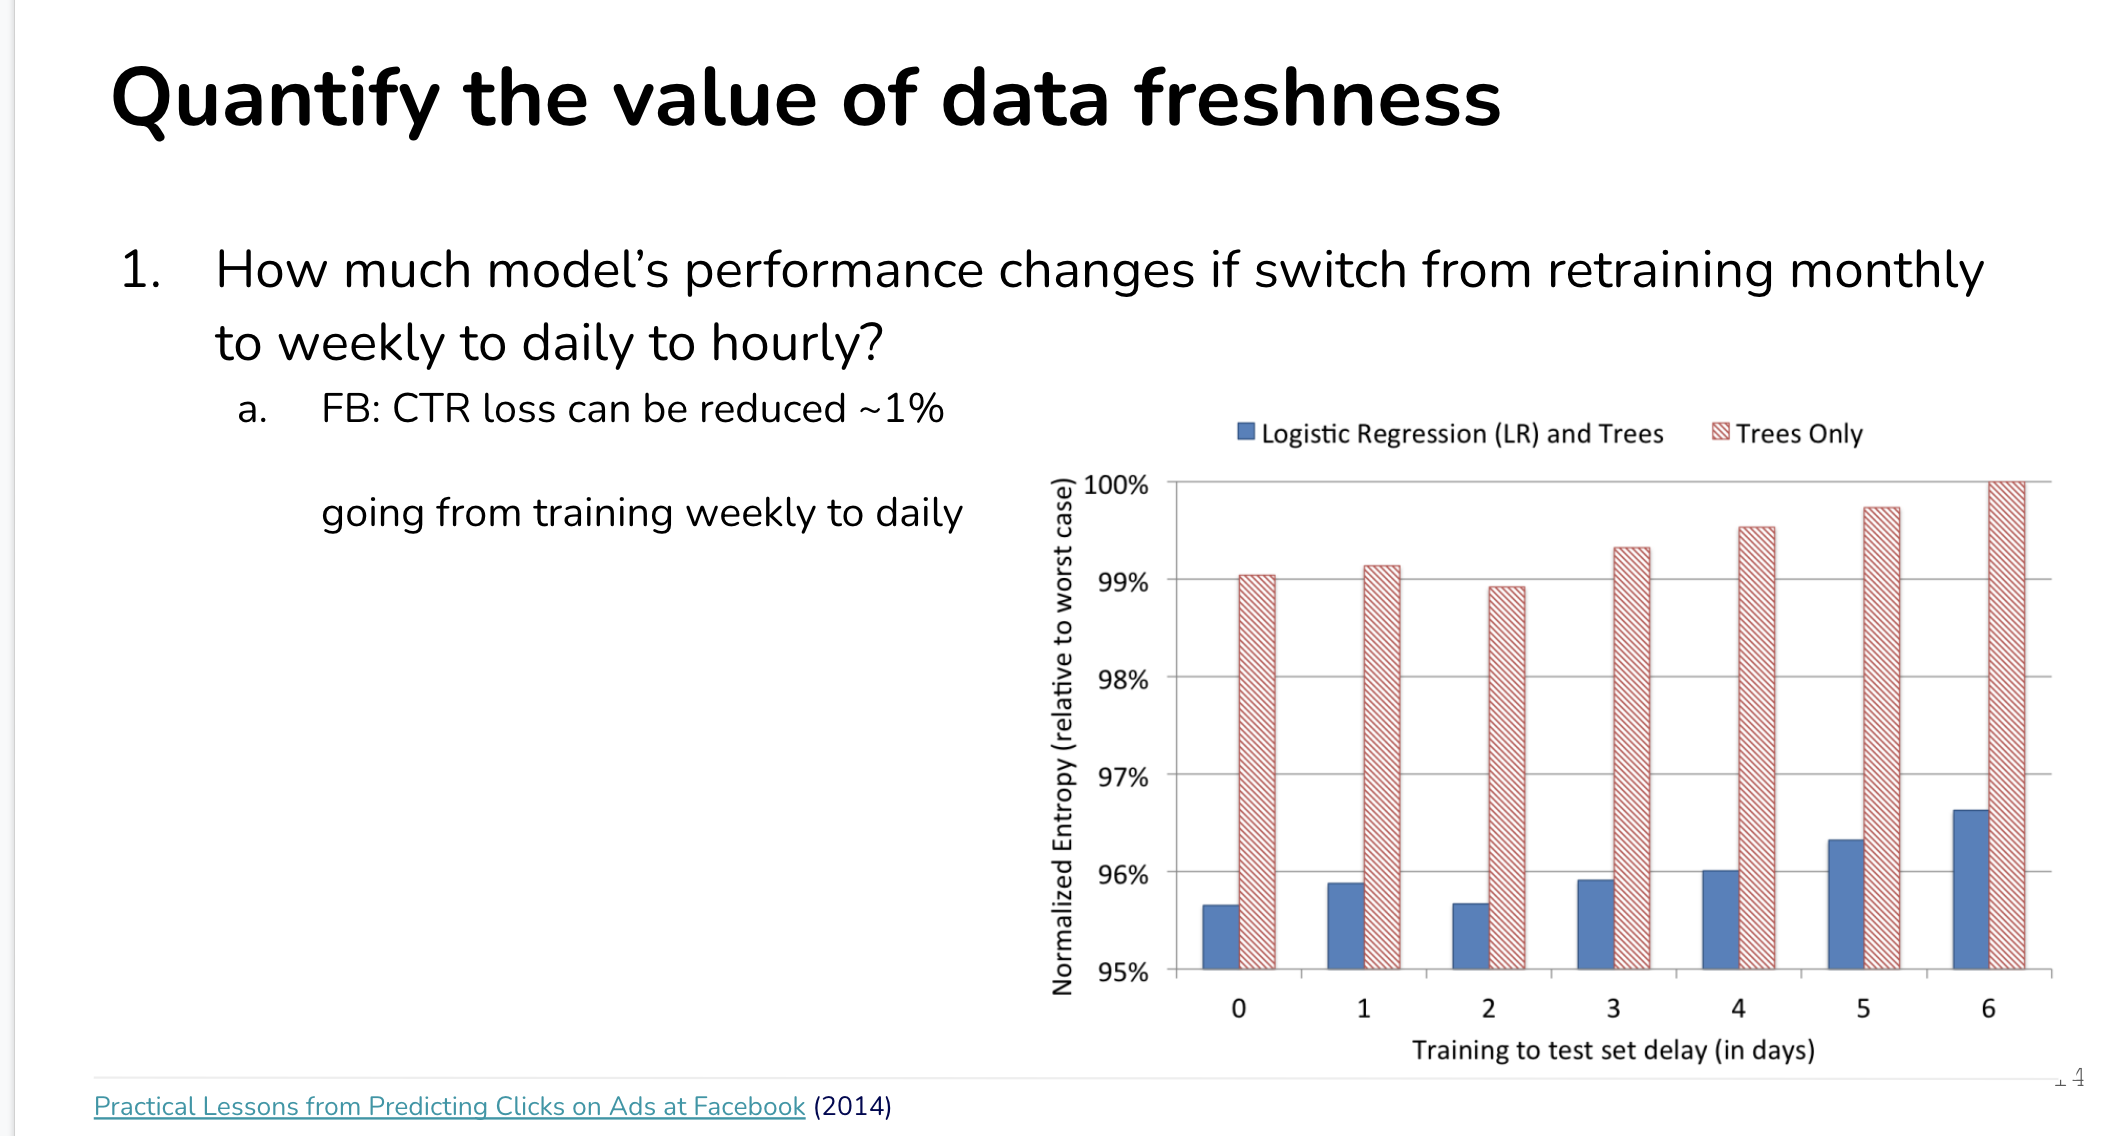 Quantify the value of data freshness
1. How much model's performance changes if switch from retraining monthly
to weekly to daily to hourly?
a. FB: CTR loss can be reduced ~1%
going from training weekly to daily
Logistic Regression (LR) and Trees Trees Only
Normalized Entropy (relative to worst case)
100%
99%
98%
97%
96%
95%
0 1 2 3 4 5 6
Training to test set delay (in days)
14
Practical Lessons from Predicting Clicks on Ads at Facebook (2014)